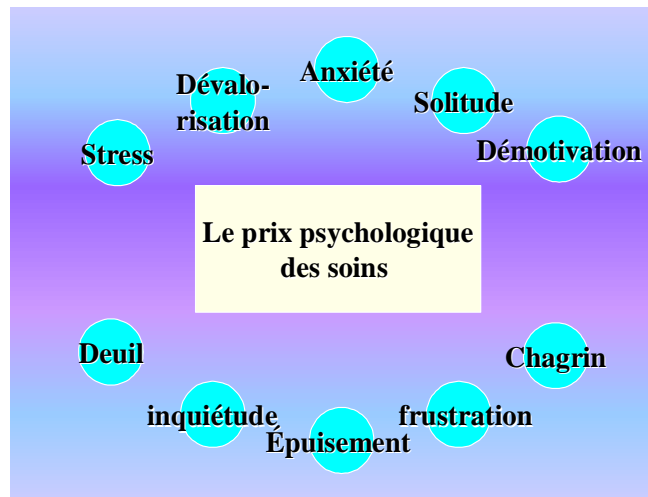 Anxiété
Dévalo-
risation
Solitude
Stress
Démotivation
Le prix psychologique
des soins
Deuil
Chagrin
inquiétude
frustration
Épuisement